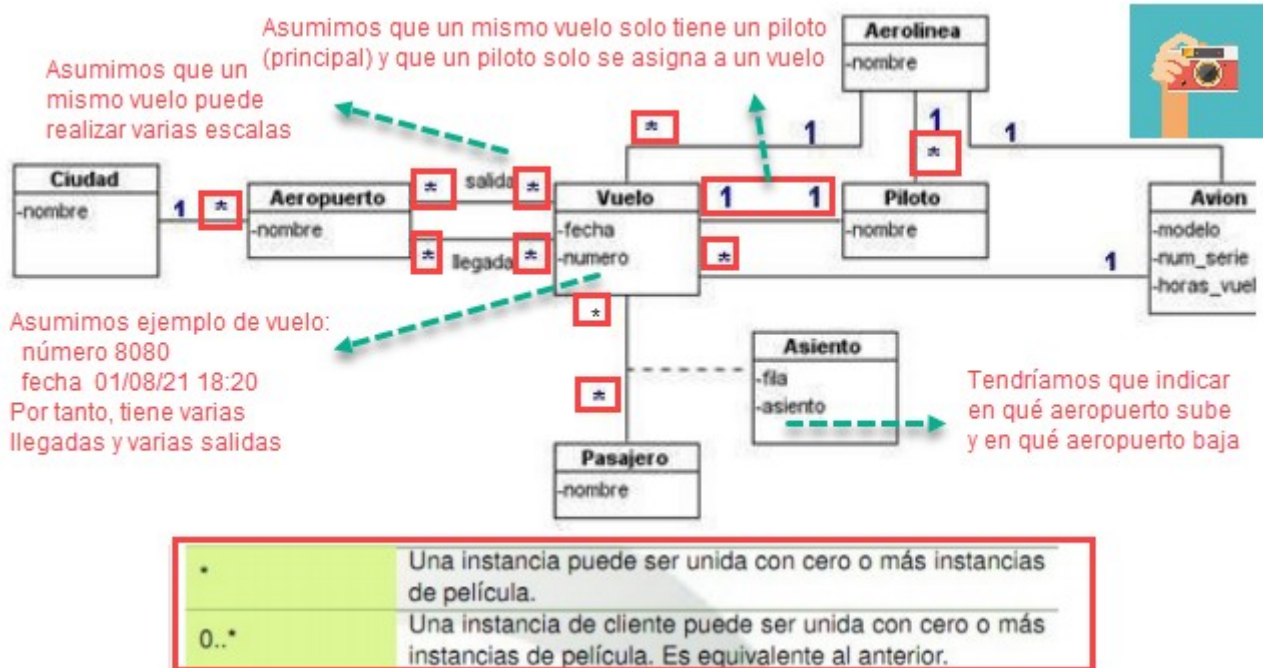 Asumimos que un mismo vuelo solo tiene un piloto
(principal) y que un piloto solo se asigna a un vuelo
Aerolinea
-nombre
Asumimos que un
mismo vuelo puede
realizar varias escalas
* 1 1 * 1
Ciudad
-nombre
1 *
Aeropuerto
-nombre
* salida *
* llegada *
Vuelo
-fecha
-numero
1 1
Piloto
-nombre
* 1
Avion
-modelo
-num_serie
-horas_vuel
Asumimos ejemplo de vuelo:
número 8080
fecha 01/08/21 18:20
Por tanto, tiene varias
llegadas y varias salidas
*
*
Asiento
-fila
-asiento
Tendríamos que indicar
en qué aeropuerto sube
y en qué aeropuerto baja
Pasajero
-nombre
* Una instancia puede ser unida con cero o más instancias
de película.
0..* Una instancia de cliente puede ser unida con cero o más
instancias de película. Es equivalente al anterior.